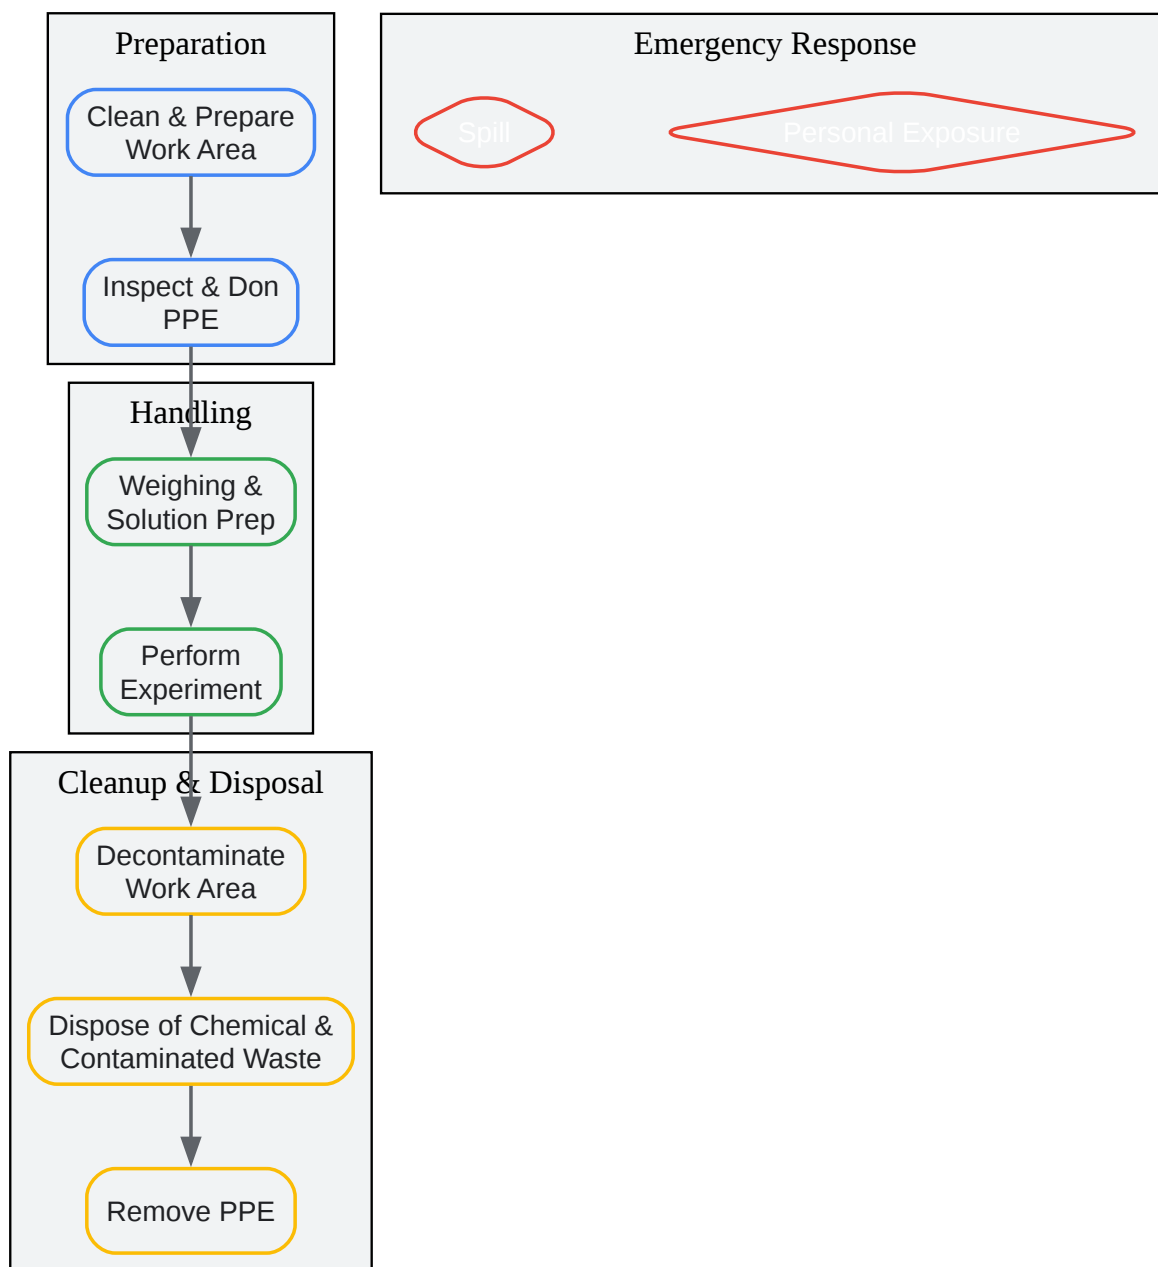 Preparation
Clean & Prepare
Work Area
Inspect & Don
PPE
Handling
Weighing &
Solution Prep
Perform
Experiment
Cleanup & Disposal
Decontaminate
Work Area
Dispose of Chemical &
Contaminated Waste
Remove PPE
Emergency Response
Spill
Personal Exposure